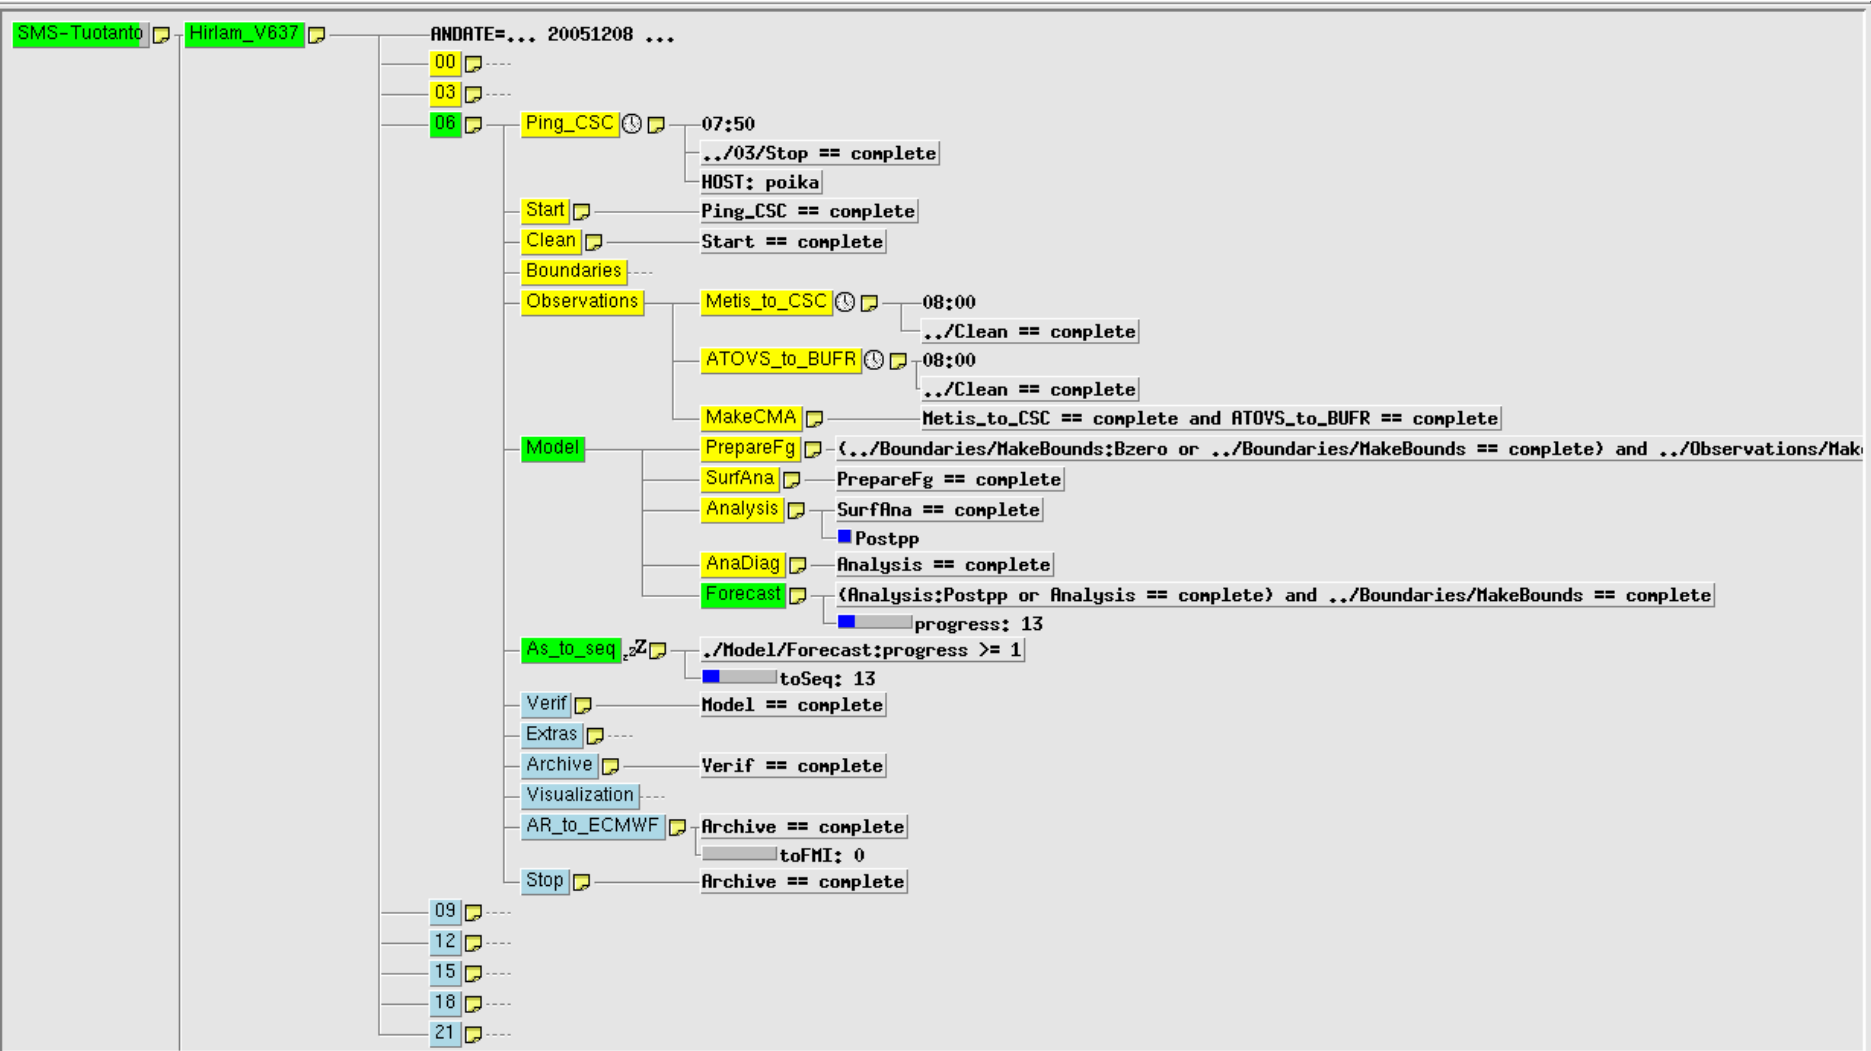 SMS-Tuotanto Hirlam_V637 ANDATE=... 20051208 ...
00
03
06 Ping_CSC 07:50
../03/Stop == complete
HOST: poika
Start Ping_CSC == complete
Clean Start == complete
Boundaries
Observations Metis_to_CSC 08:00
../Clean == complete
ATOVS_to_BUFR 08:00
../Clean == complete
MakeCMA Metis_to_CSC == complete and ATOVS_to_BUFR == complete
Model PrepareFg (../Boundaries/MakeBounds:Bzero or ../Boundaries/MakeBounds == complete) and ../Observations/Mak
SurfAna PrepareFg == complete
Analysis SurfAna == complete
Postpp
AnaDiag Analysis == complete
Forecast (Analysis:Postpp or Analysis == complete) and ../Boundaries/MakeBounds == complete
progress: 13
As_to_seq zzZ ./Model/Forecast:progress >= 1
toSeq: 13
Verif Model == complete
Extras
Archive Verif == complete
Visualization
AR_to_ECMWF Archive == complete
toFMI: 0
Stop Archive == complete
09
12
15
18
21